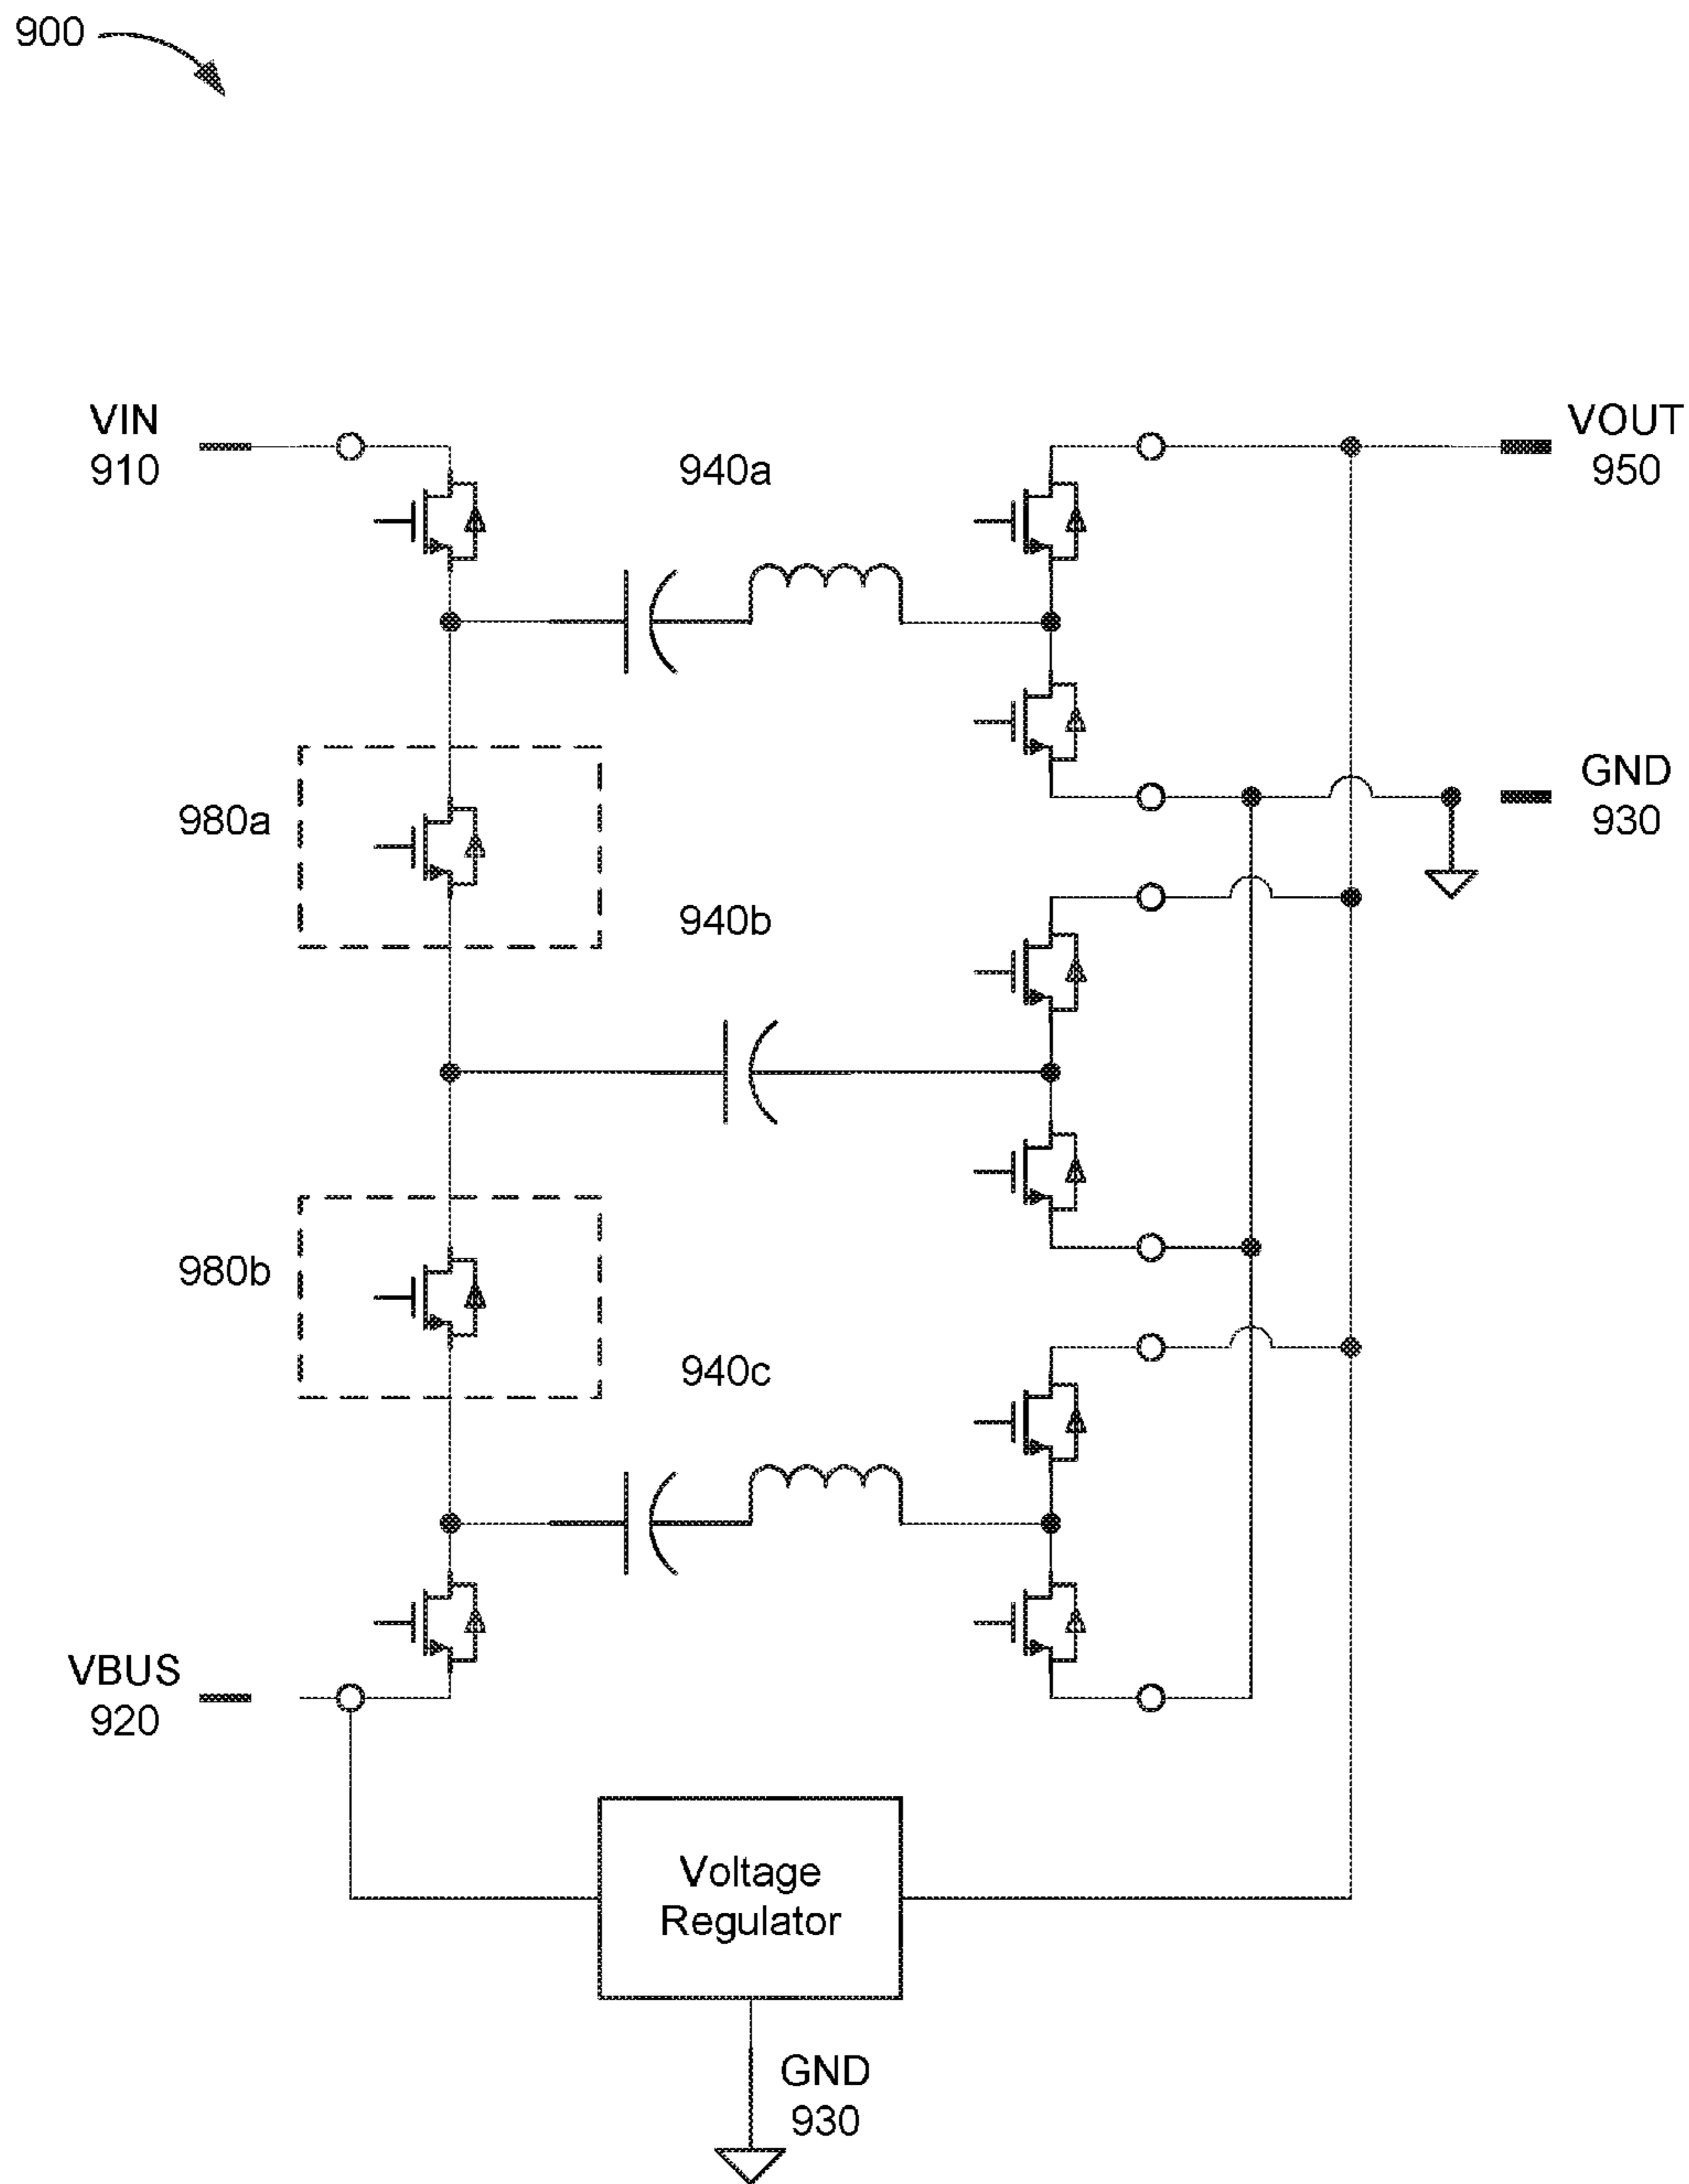 900
VIN
910
940a
VOUT
950
GND
930
980a
940b
980b
940c
VBUS
920
Voltage
Regulator
GND
930